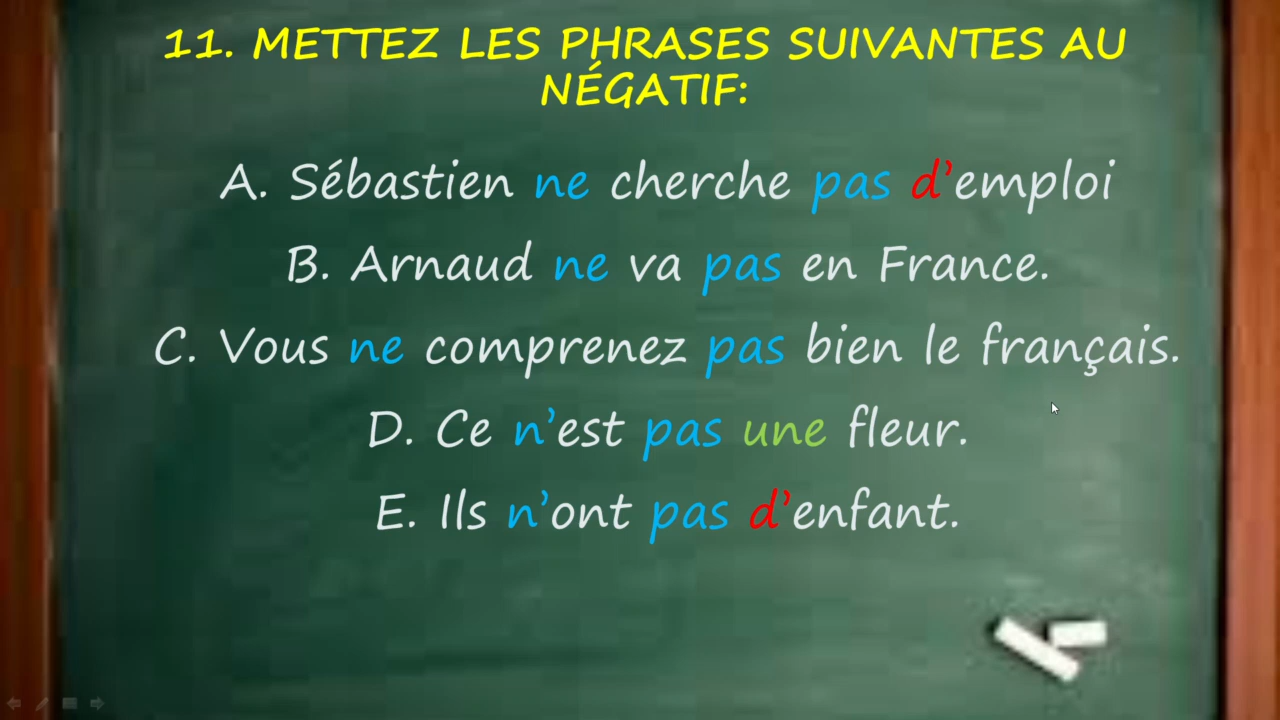 11. METTEZ LES PHRASES SUIVANTES AU
NÉGATIF:
A. Sébastien ne cherche pas d’emploi
B. Arnaud ne va pas en France.
C. Vous ne comprenez pas bien le français.
D. Ce n’est pas une fleur.
E. Ils n’ont pas d’enfant.